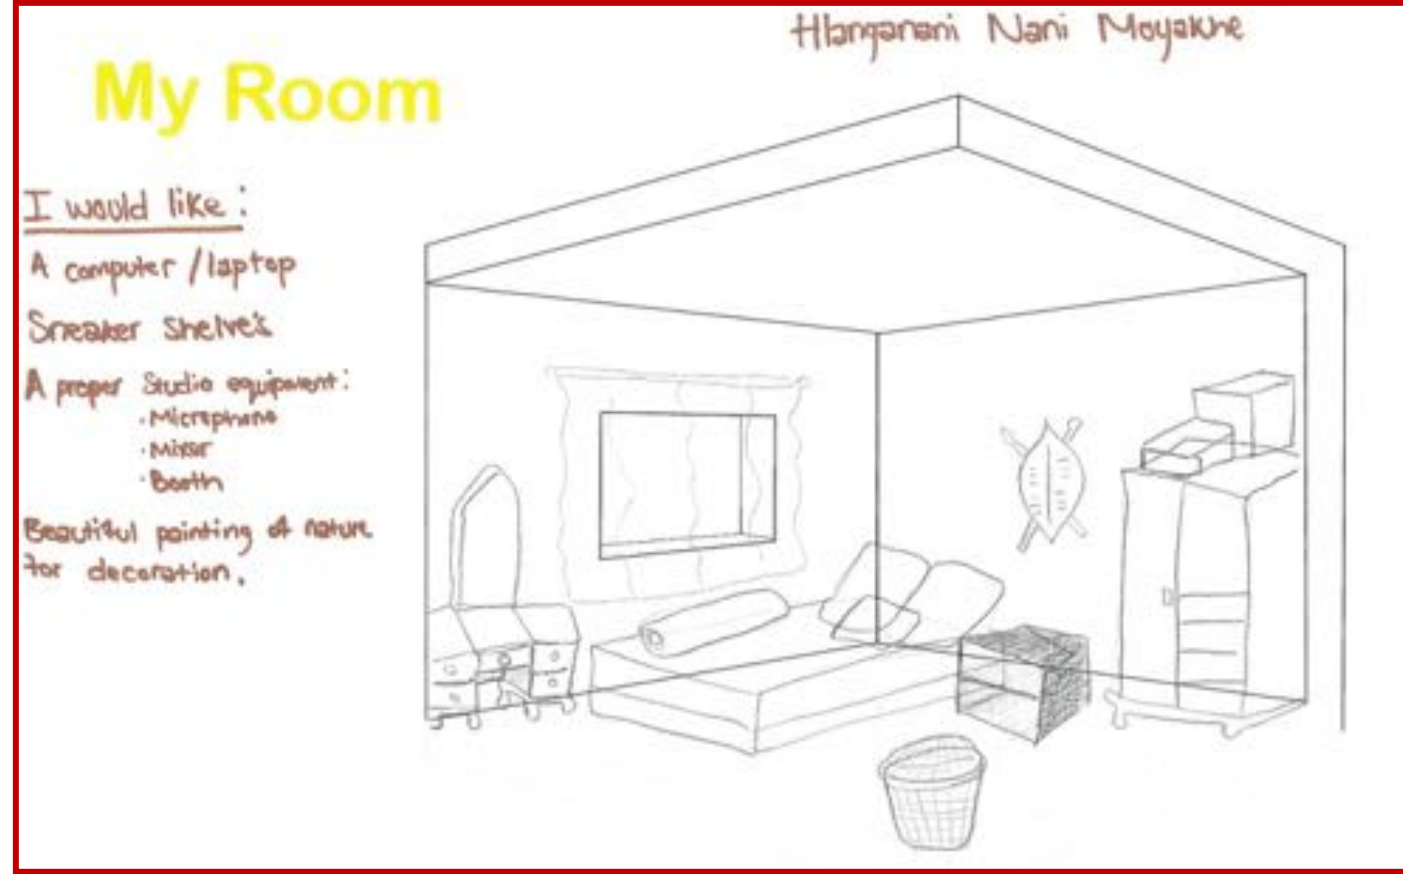 Hlanganani Nani Moyakhe
My Room
I would like:
A computer /laptop
Sneaker Shelve's
A proper Studio equipment:
· Microphone
· Mixer
· Booth
Beautiful painting of nature
for decoration.